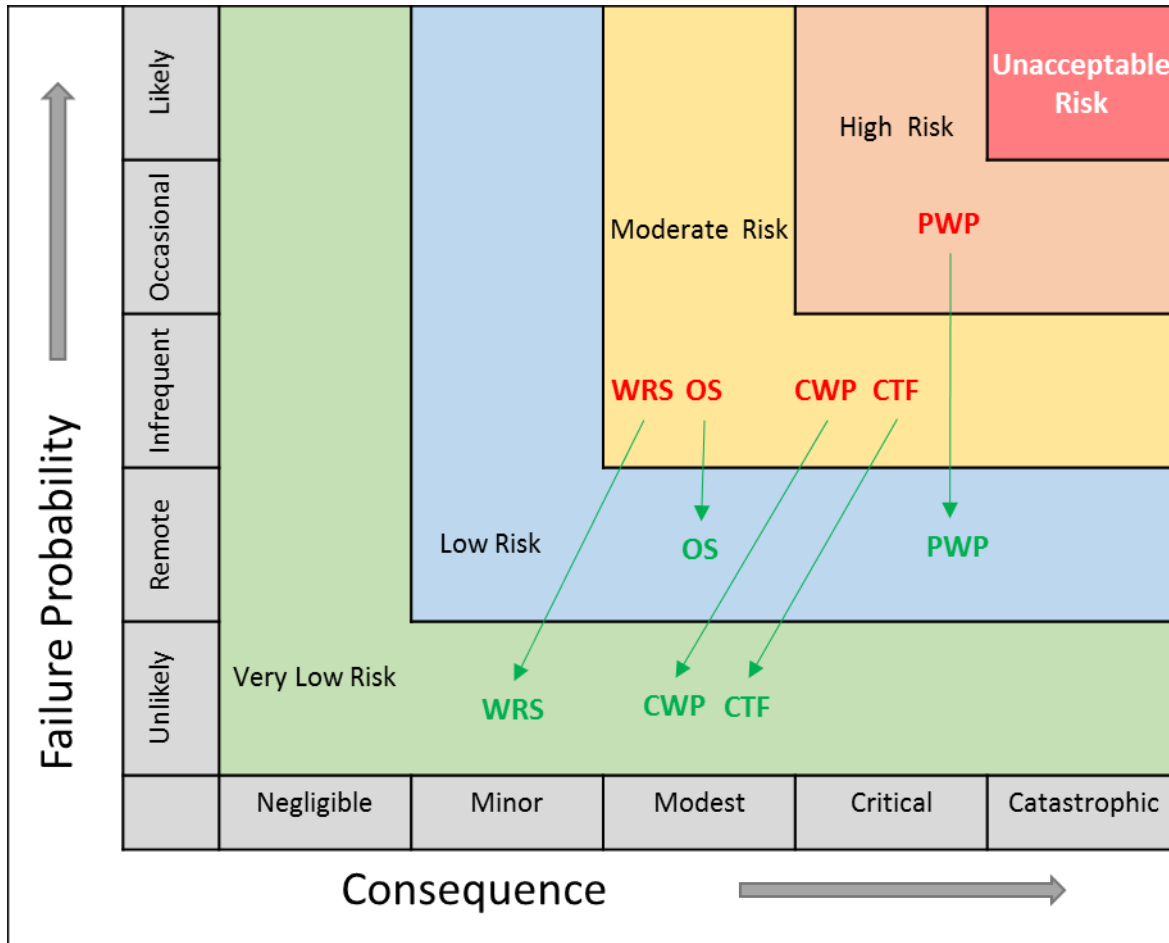 Failure Probability
Likely
Occasional
Infrequent
Remote
Unlikely
Unacceptable
Risk
High Risk
PWP
Moderate Risk
WRS OS CWP CTF
Low Risk
OS PWP
Very Low Risk
WRS CWP CTF
Negligible Minor Modest Critical Catastrophic
Consequence